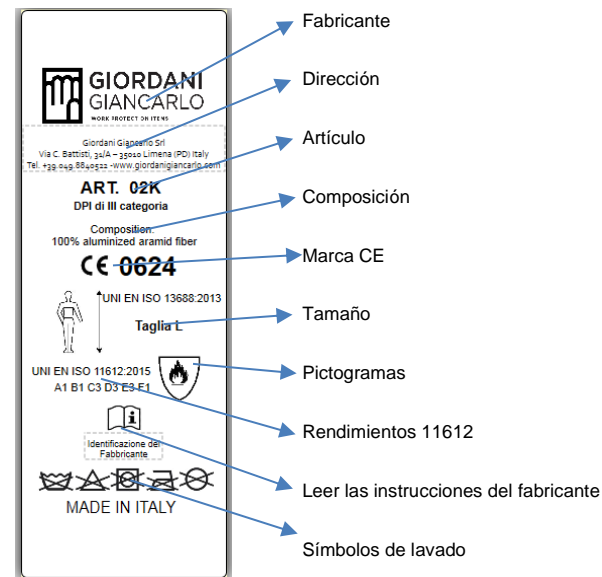 GIORDANI
GIANCARLO
WORK PROTECTION ITEMS
Giordani Giancarlo Srl
Via C. Battisti, 31/A – 35010 Limena (PD) Italy
Tel. +39 049 8840522 -www.giordanigiancarlo.com
ART. 02K
DPI di III categoria
Composition:
100% aluminized aramid fiber
CE 0624
UNI EN ISO 13688:2013
Taglia L
UNI EN ISO 11612:2015
A1 B1 C3 D3 E3 F1
i
Identificazione del
Fabbricante
MADE IN ITALY
Fabricante
Dirección
Artículo
Composición
Marca CE
Tamaño
Pictogramas
Rendimientos 11612
Leer las instrucciones del fabricante
Símbolos de lavado